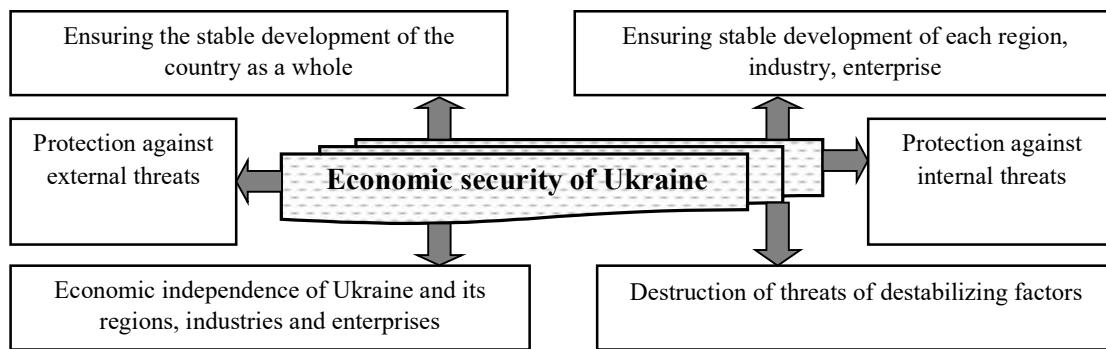 Ensuring the stable development of the
country as a whole
Ensuring stable development of each region,
industry, enterprise
Protection against
external threats
Economic security of Ukraine
Protection against
internal threats
Economic independence of Ukraine and its
regions, industries and enterprises
Destruction of threats of destabilizing factors